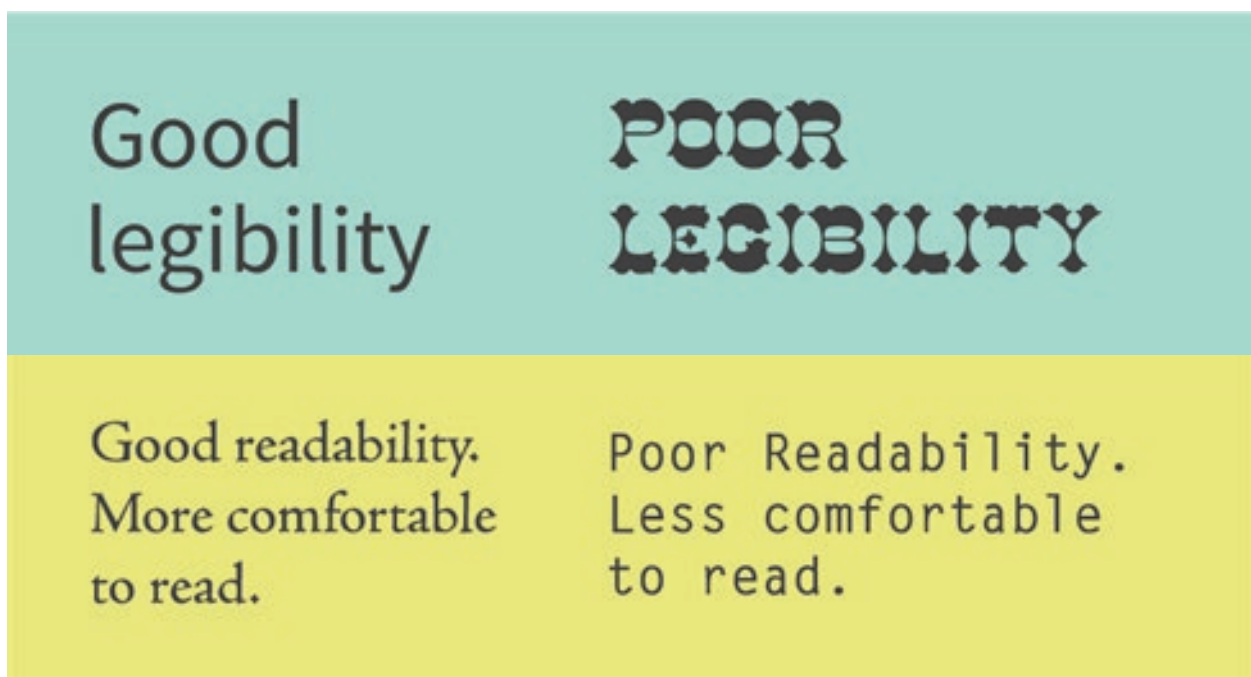 Good
legibility
POOR
LEGIBILITY
Good readability.
More comfortable
to read.
Poor Readability.
Less comfortable
to read.